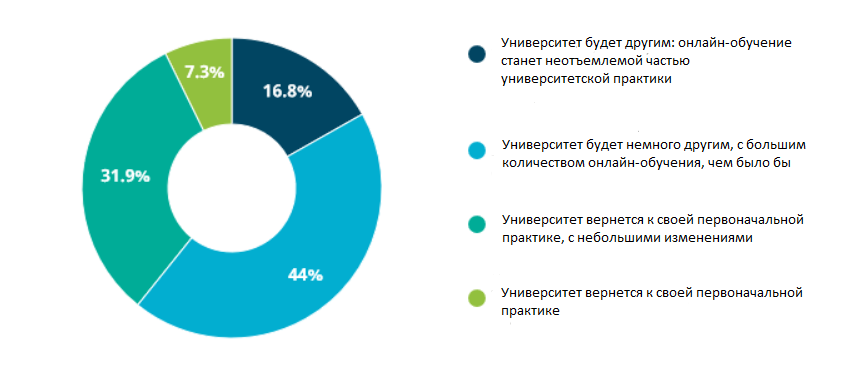 7.3%
16.8%
31.9%
44%
Университет будет другим: онлайн-обучение
станет неотъемлемой частью
университетской практики
Университет будет немного другим, с большим
количеством онлайн-обучения, чем было бы
Университет вернется к своей первоначальной
практике, с небольшими изменениями
Университет вернется к своей первоначальной
практике